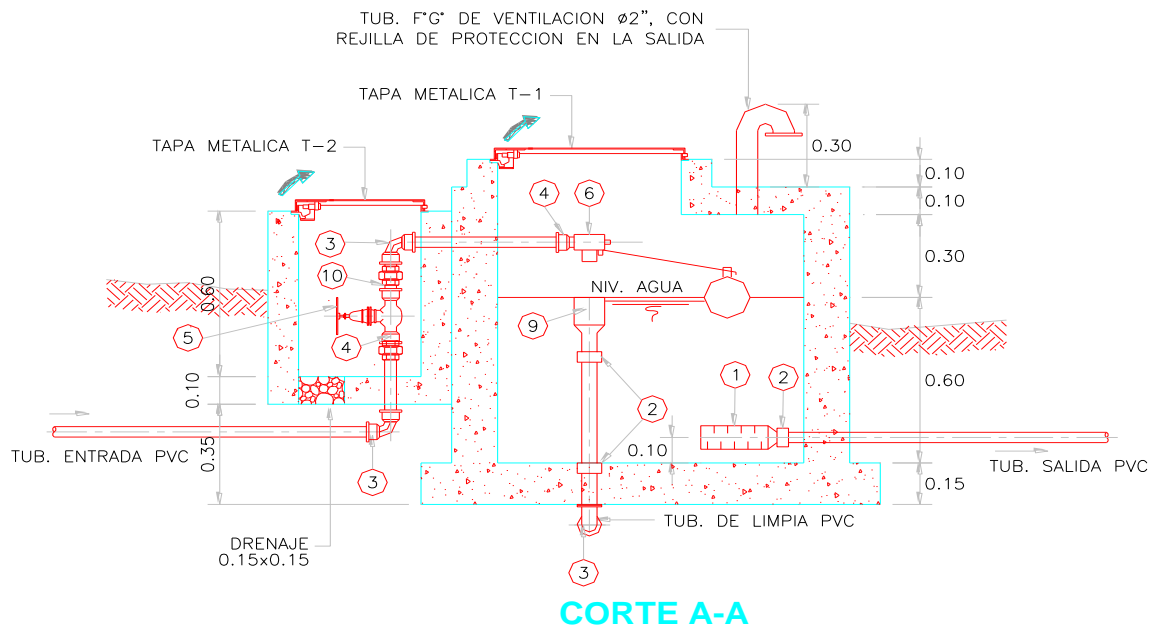 TUB. F°G° DE VENTILACION ø2", CON
REJILLA DE PROTECCION EN LA SALIDA
TAPA METALICA T-1
TAPA METALICA T-2
0.30
0.10
0.10
4
6
3
0.30
10
0.60
NIV. AGUA
9
5
4
1
2
0.60
0.10
2
0.10
0.35
TUB. ENTRADA PVC
TUB. SALIDA PVC
3
0.15
TUB. DE LIMPIA PVC
DRENAJE
0.15x0.15
3
CORTE A-A